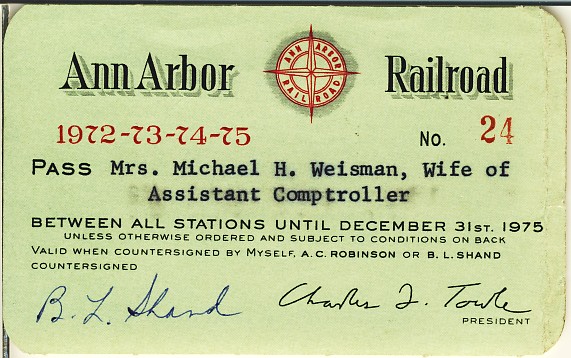 Ann Arbor Railroad
ANN ARBOR RAILROAD
1972-73-74-75 No. 24
PASS Mrs. Michael H. Weisman, Wife of
Assistant Comptroller
BETWEEN ALL STATIONS UNTIL DECEMBER 31ST. 1975
UNLESS OTHERWISE ORDERED AND SUBJECT TO CONDITIONS ON BACK
VALID WHEN COUNTERSIGNED BY MYSELF, A. C. ROBINSON OR B. L. SHAND
COUNTERSIGNED
B. L. Shand Charles J. Towle
PRESIDENT